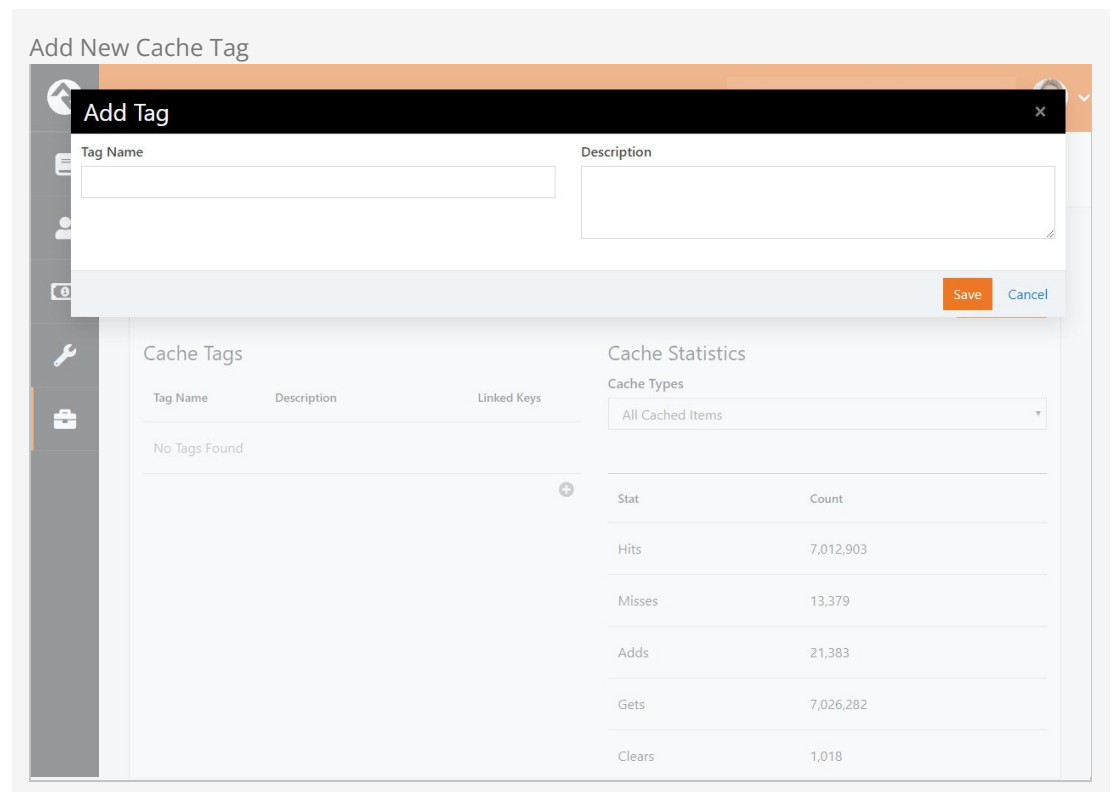 Add New Cache Tag
Add Tag
×
Tag Name Description
Save Cancel
Cache Tags
Tag Name Description Linked Keys
No Tags Found
Cache Statistics
Cache Types
All Cached Items
Stat Count
Hits 7,012,903
Misses 13,379
Adds 21,383
Gets 7,026,282
Clears 1,018